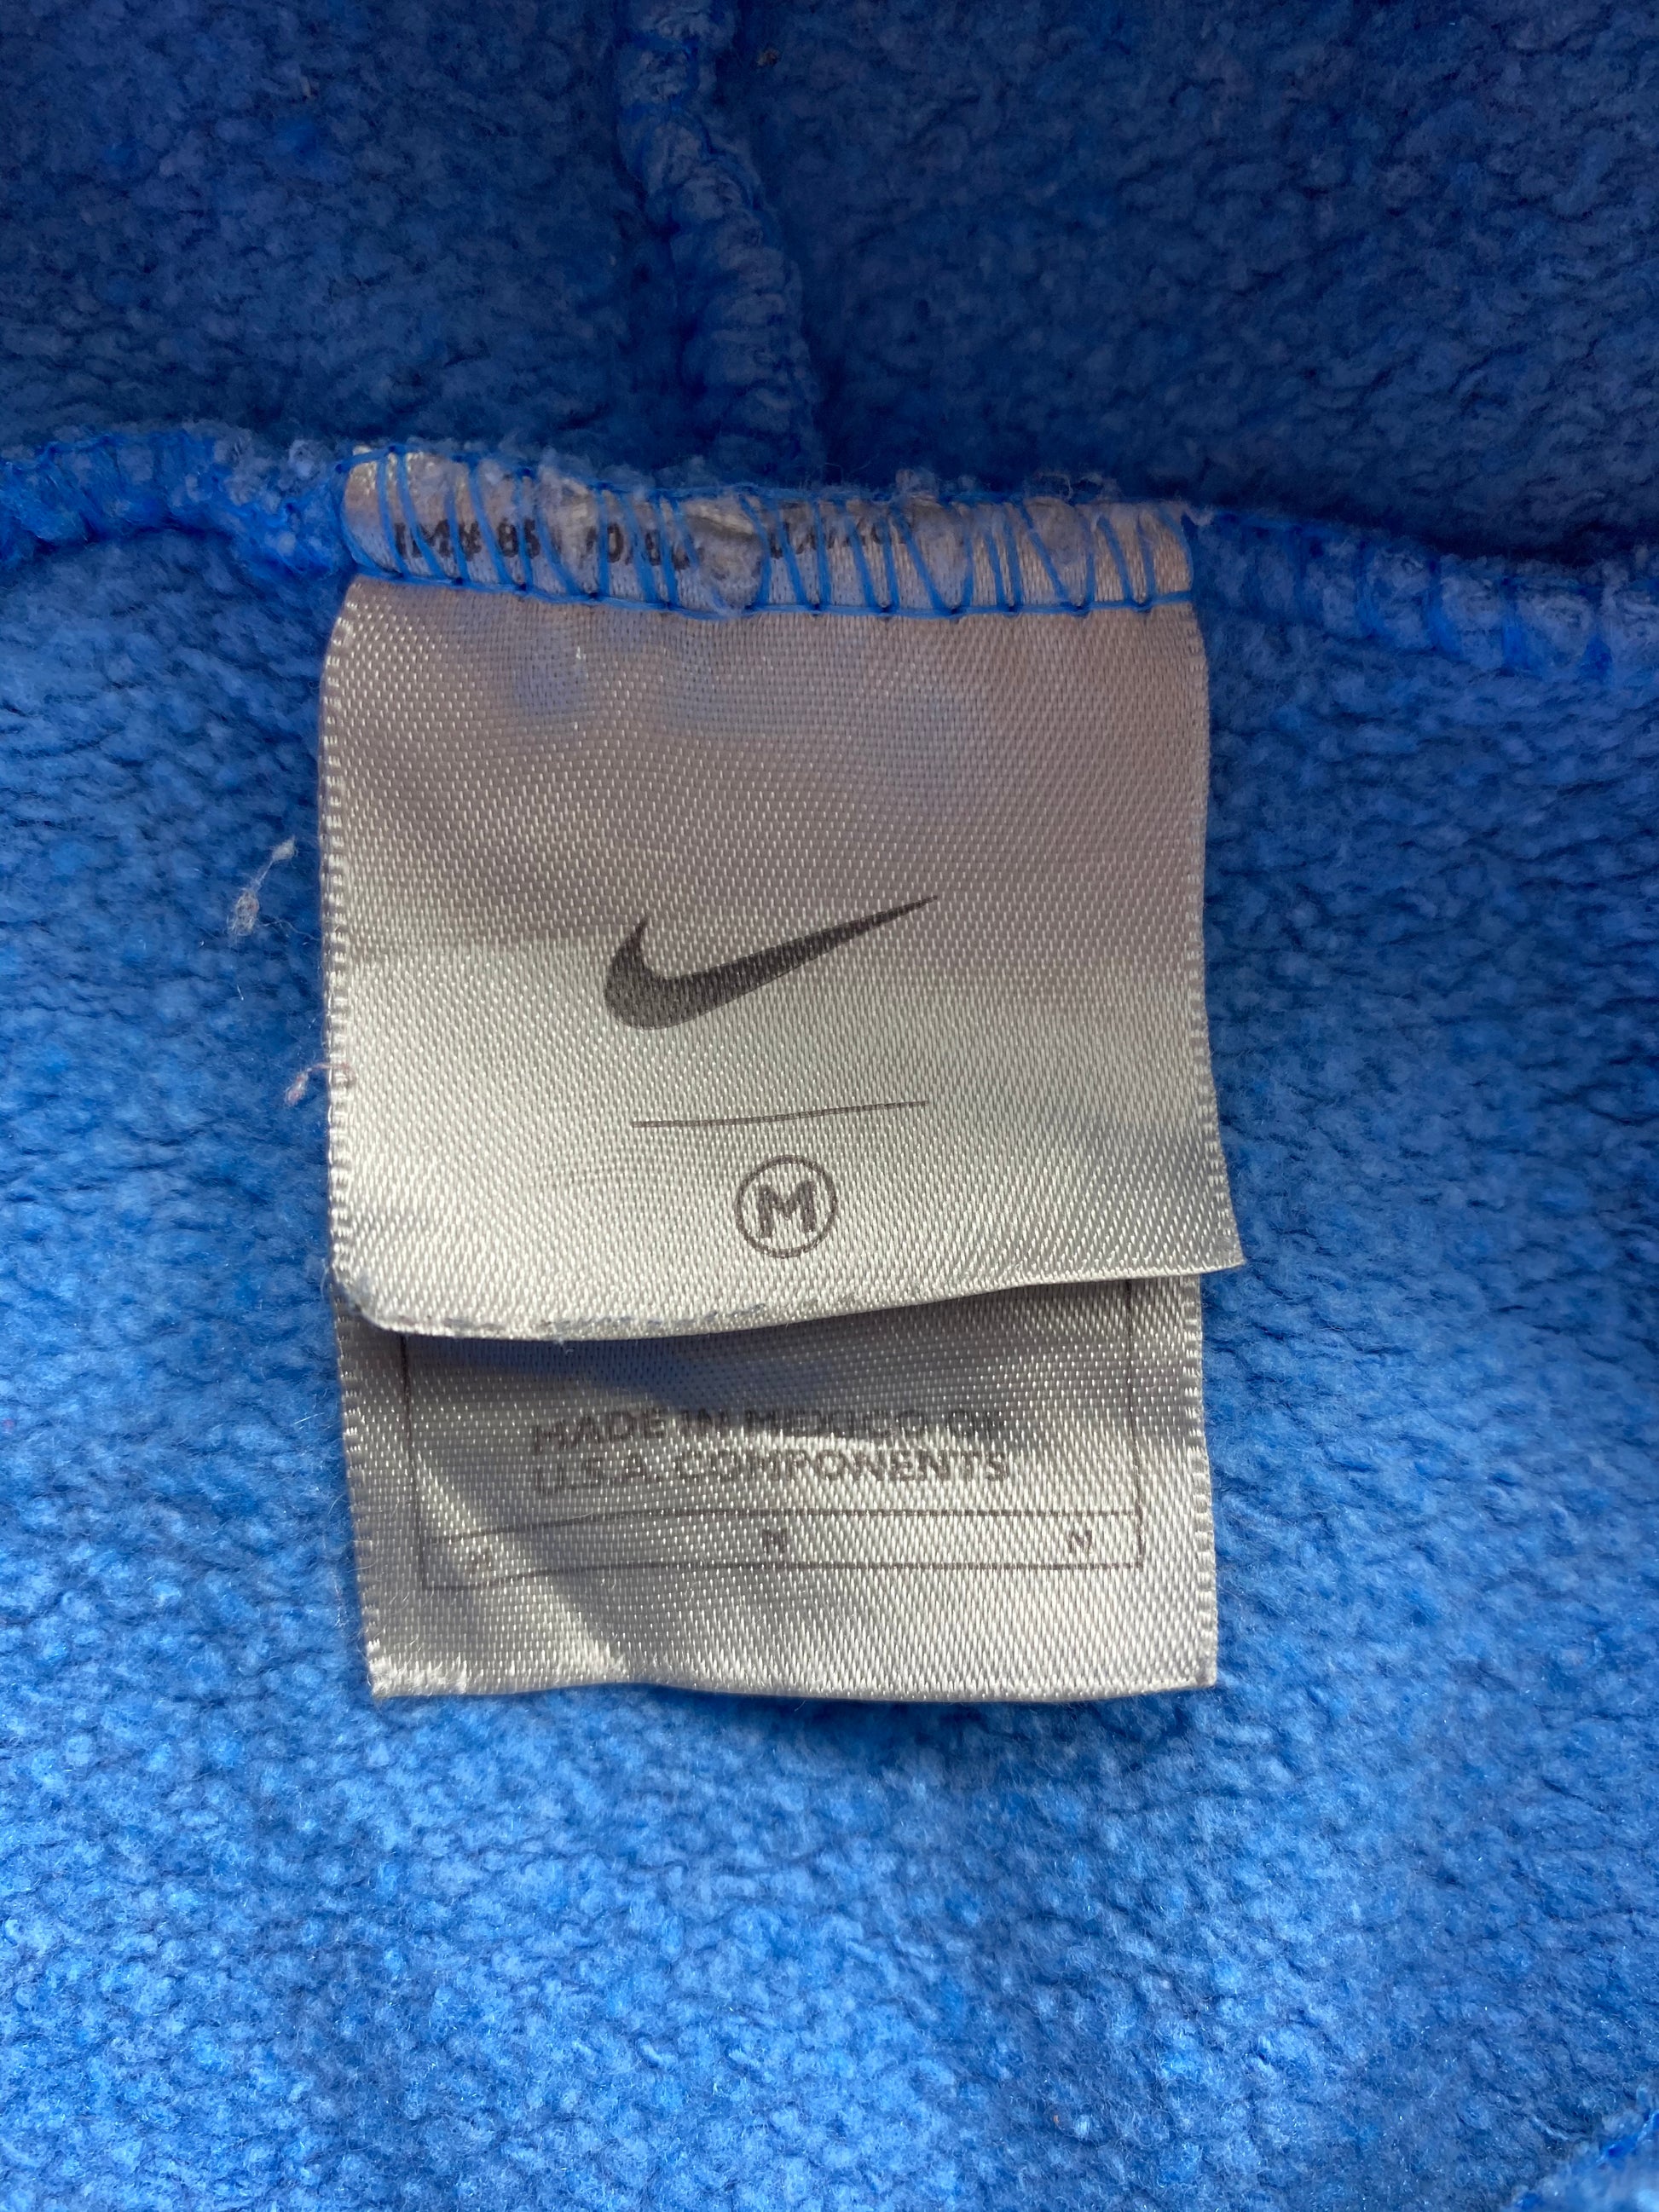 M
MADE IN MEXICO OF
U.S.A. COMPONENTS
M M M